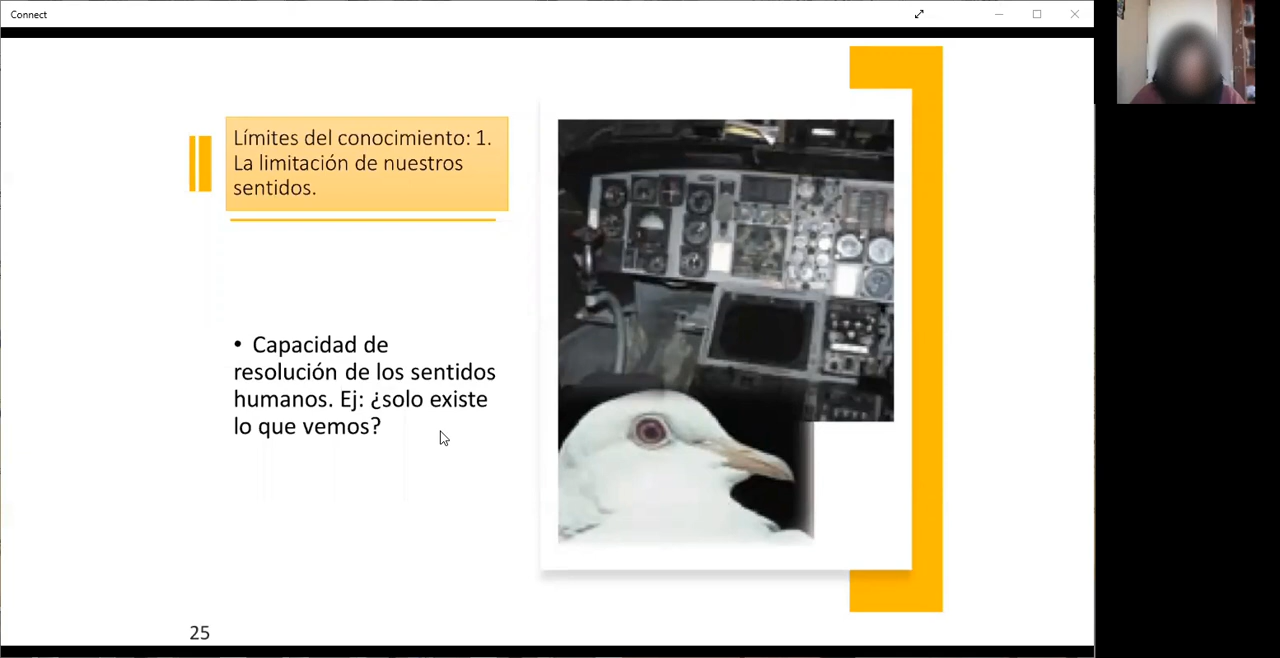 Connect
Límites del conocimiento: 1.
La limitación de nuestros
sentidos.
• Capacidad de
resolución de los sentidos
humanos. Ej: ¿solo existe
lo que vemos?
25